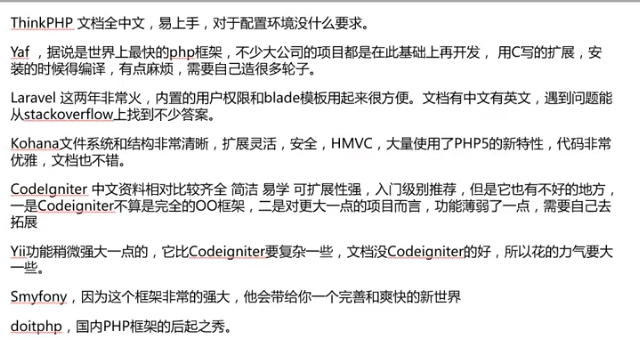 ThinkPHP 文档全中文，易上手，对于配置环境没什么要求。
Yaf ，据说是世界上最快的php框架，不少大公司的项目都是在此基础上再开发， 用C写的扩展，安
装的时候得编译，有点麻烦，需要自己造很多轮子。
Laravel 这两年非常火，内置的用户权限和blade模板用起来很方便。文档有中文有英文，遇到问题能
从stackoverflow上找到不少答案。
Kohana文件系统和结构非常清晰，扩展灵活，安全，HMVC，大量使用了PHP5的新特性，代码非常
优雅，文档也不错。
CodeIgniter 中文资料相对比较齐全 简洁 易学 可扩展性强，入门级别推荐，但是它也有不好的地方，
一是Codeigniter不算是完全的OO框架，二是对更大一点的项目而言，功能薄弱了一点，需要自己去
拓展
Yii功能稍微强大一点的，它比Codeigniter要复杂一些，文档没Codeigniter的好，所以花的力气要大
一些。
Smyfony，因为这个框架非常的强大，他会带给你一个完善和爽快的新世界
doitphp，国内PHP框架的后起之秀。